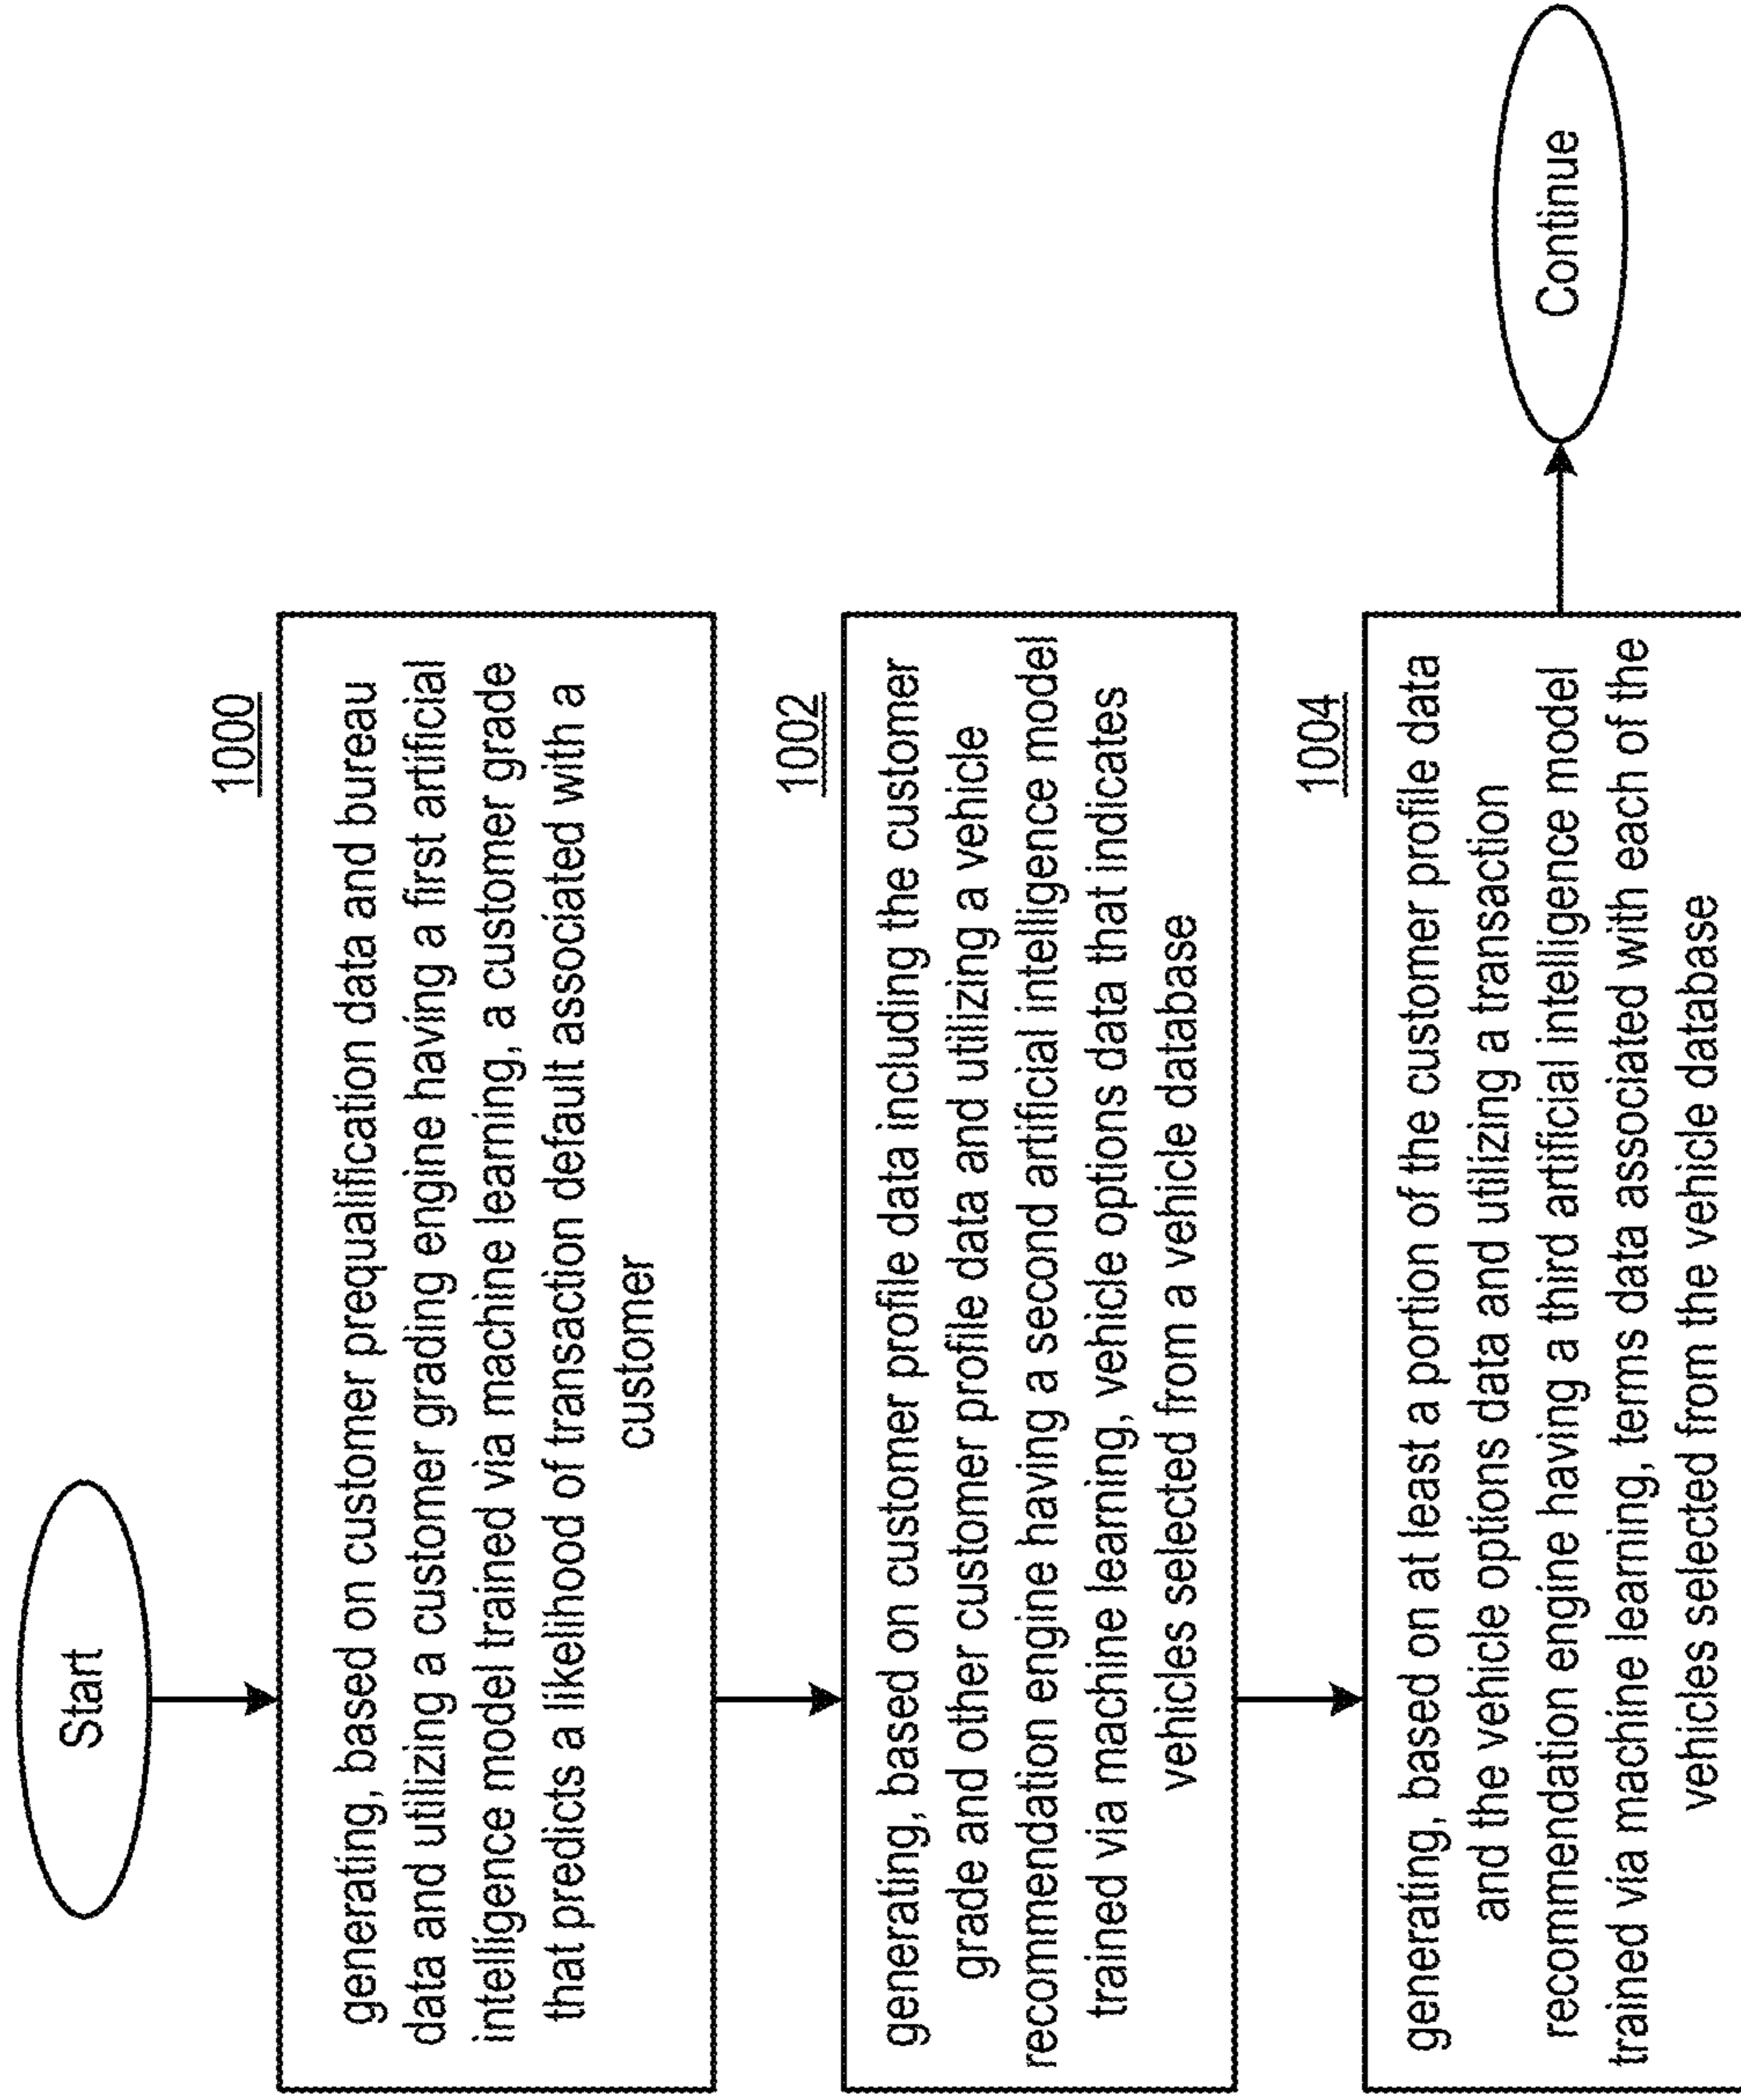 Start
1000
generating, based on customer prequalification data and bureau
data and utilizing a customer grading engine having a first artificial
intelligence model trained via machine learning, a customer grade
that predicts a likelihood of transaction default associated with a
customer
1002
generating, based on customer profile data including the customer
grade and other customer profile data and utilizing a vehicle
recommendation engine having a second artificial intelligence model
trained via machine learning, vehicle options data that indicates
vehicles selected from a vehicle database
1004
generating, based on at least a portion of the customer profile data
and the vehicle options data and utilizing a transaction
recommendation engine having a third artificial intelligence model
trained via machine learning, terms data associated with each of the
vehicles selected from the vehicle database
Continue